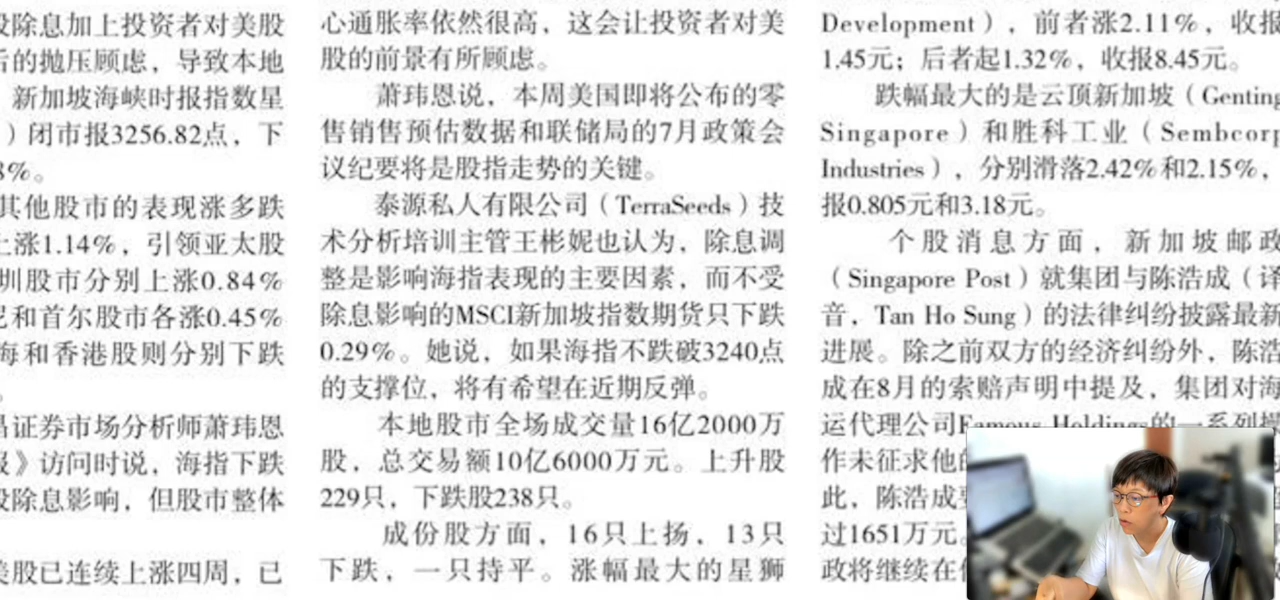 股除息加上投资者对美股
后的抛压顾虑，导致本地
新加坡海峡时报指数星
）闭市报3256.82点，下
8%。
其他股市的表现涨多跌
上涨1.14%，引领亚太股
圳股市分别上涨0.84%
和首尔股市各涨0.45%
海和香港股则分别下跌
。
证券市场分析师萧玮恩
》访问时说，海指下跌
股除息影响，但股市整体
美股已连续上涨四周，已
心通胀率依然很高，这会让投资者对美
股的前景有所顾虑。
萧玮恩说，本周美国即将公布的零
售销售预估数据和联储局的7月政策会
议纪要将是股指走势的关键。
泰源私人有限公司（TerraSeeds）技
术分析培训主管王彬妮也认为，除息调
整是影响海指表现的主要因素，而不受
除息影响的MSCI新加坡指数期货只下跌
0.29%。她说，如果海指不跌破3240点
的支撑位，将有希望在近期反弹。
本地股市全场成交量16亿2000万
股，总交易额10亿6000万元。上升股
229只，下跌股238只。
成份股方面，16只上扬，13只
下跌，一只持平。涨幅最大的星狮
Development），前者涨2.11%，收报
1.45元；后者起1.32%，收报8.45元。
跌幅最大的是云顶新加坡（Genting
Singapore）和胜科工业（Sembcorp
Industries），分别滑落2.42%和2.15%，
报0.805元和3.18元。
个股消息方面，新加坡邮政
（Singapore Post）就集团与陈浩成（译
音，Tan Ho Sung）的法律纠纷披露最新
进展。除之前双方的经济纠纷外，陈浩
成在8月的索赔声明中提及，集团对海
运代理公司Famous Holdings的一系列
作未征求他
此，陈浩成
过1651万元
政将继续在